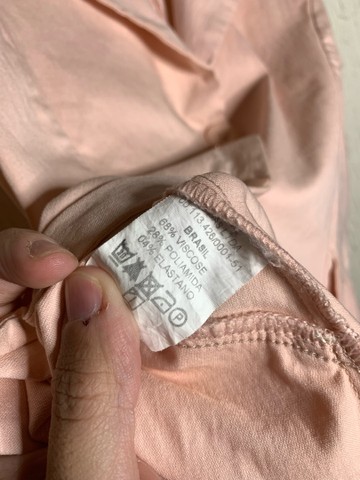 BRASIL
68% VISCOSE
28% POLIAMIDA
04% ELASTANO
P